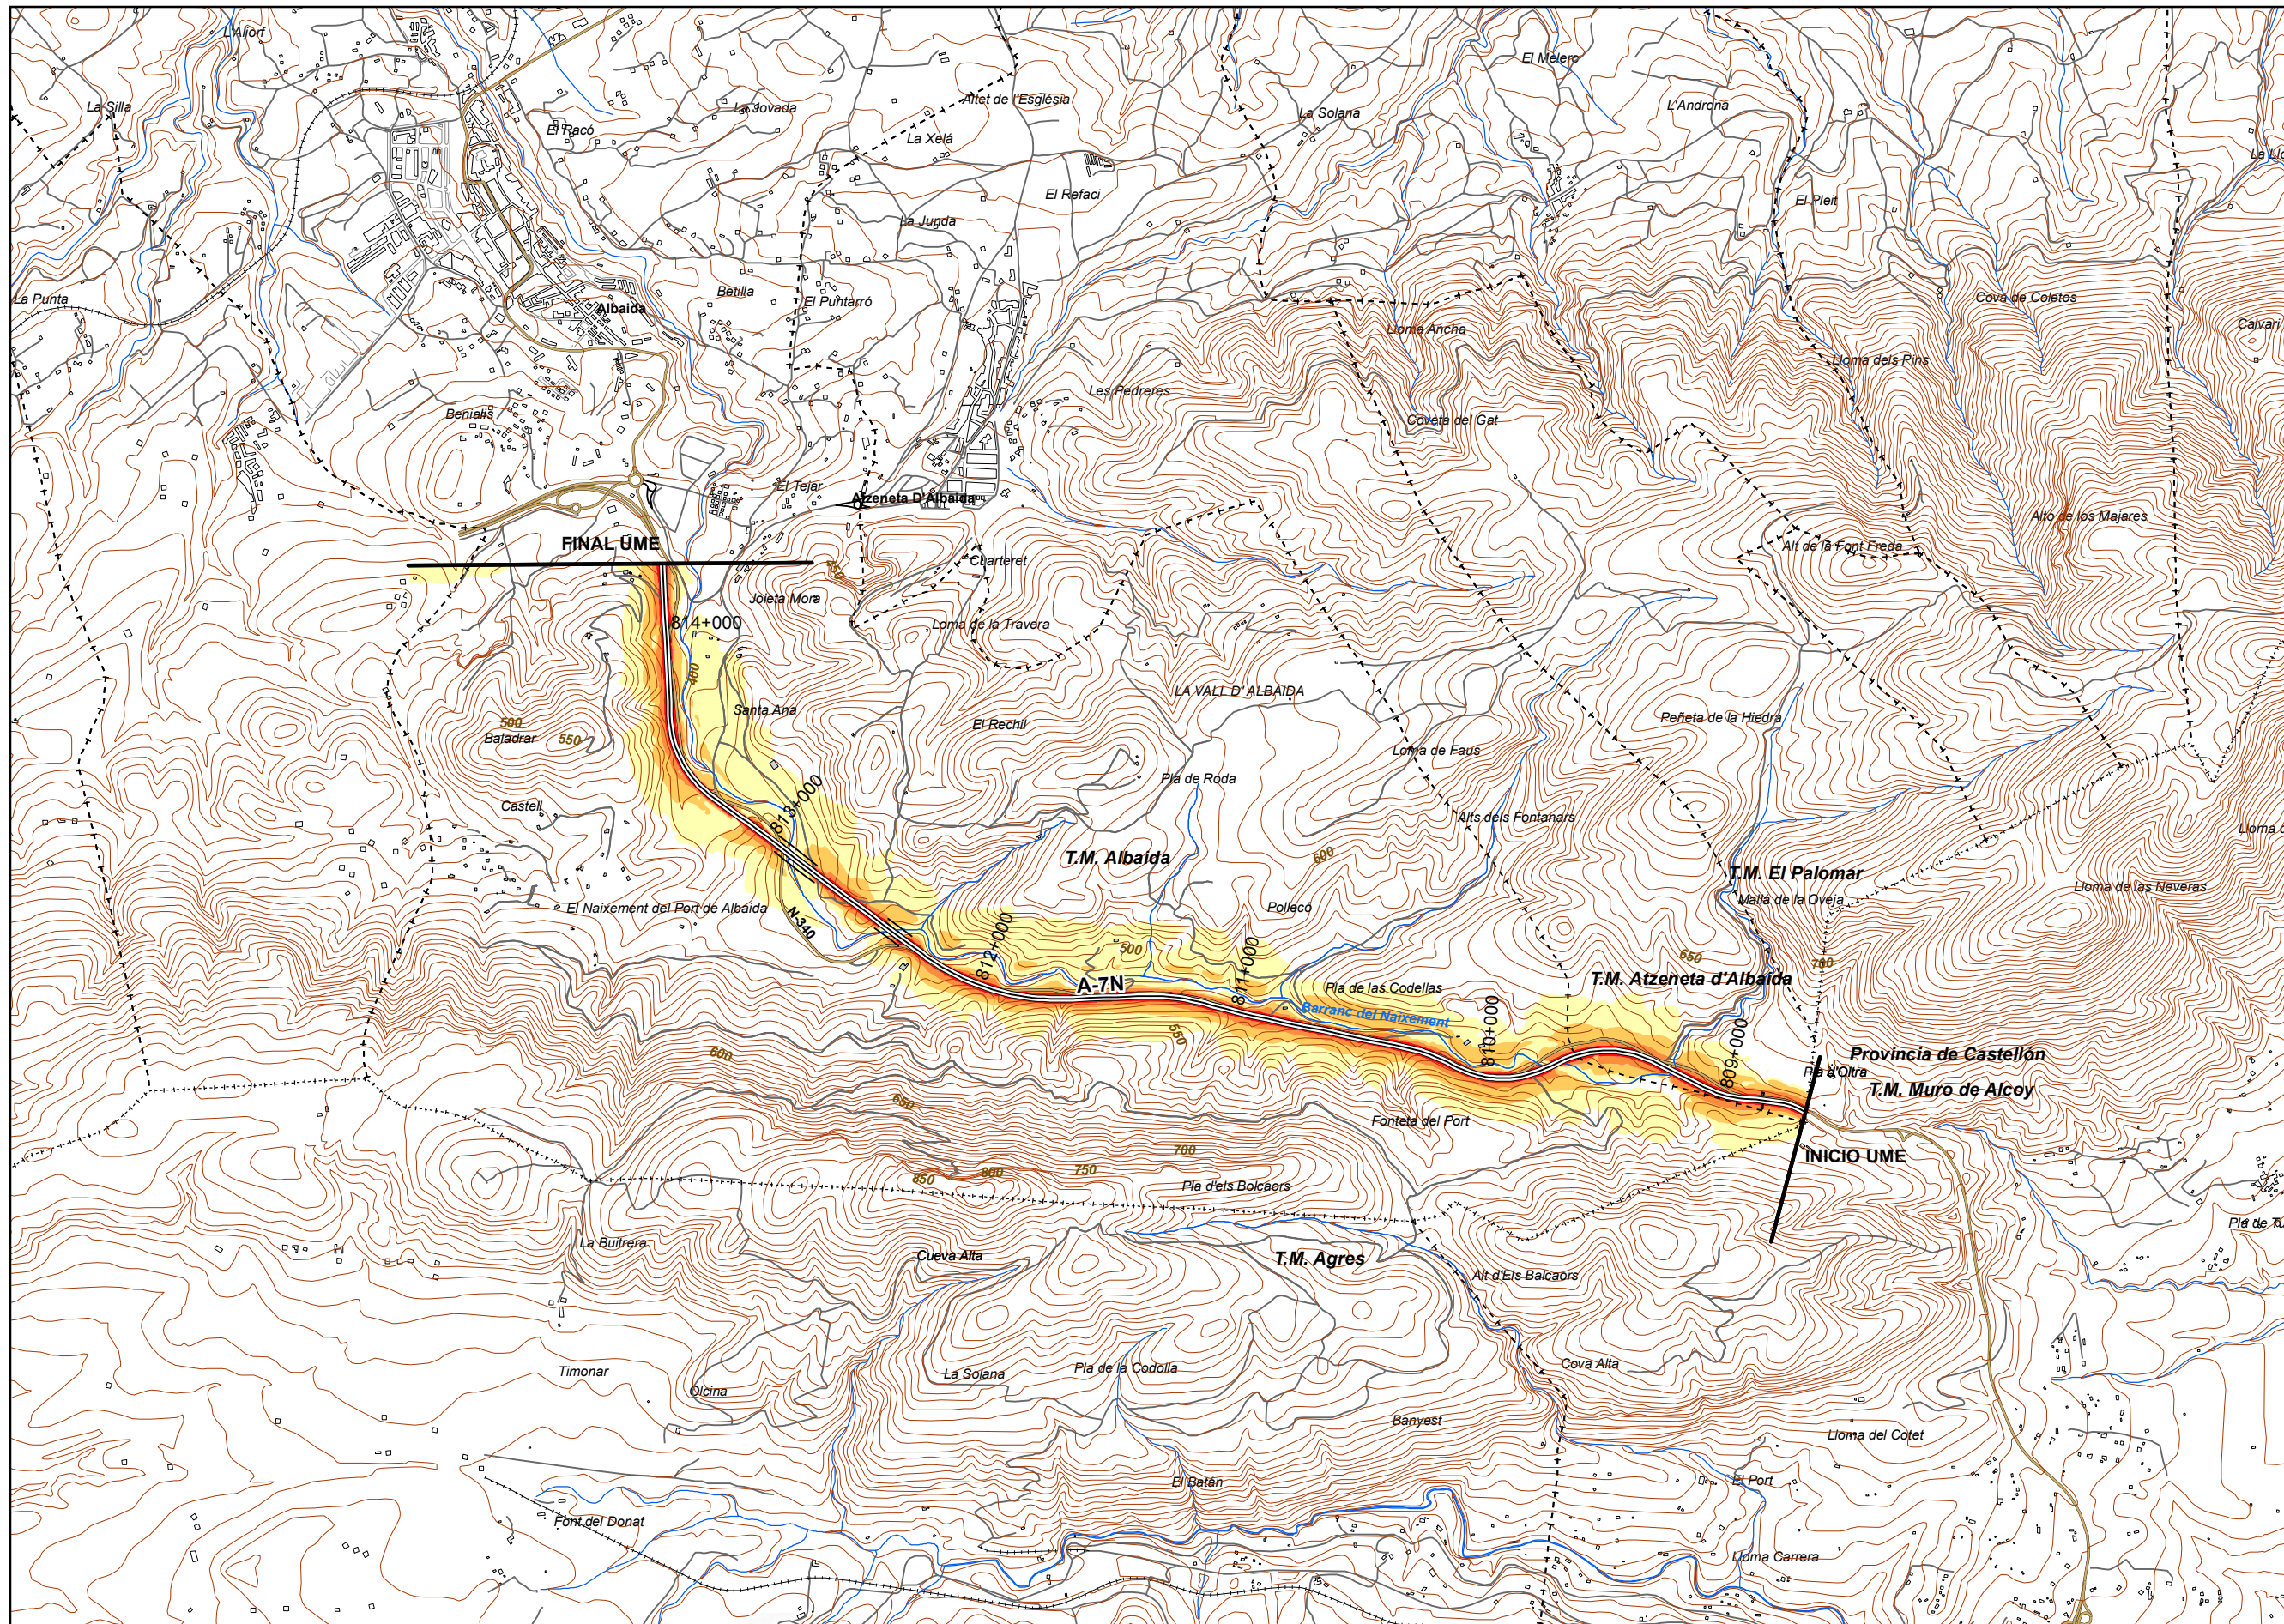 L'Aljorf
La Silla
El Racó
La Jovada
Altet de l'Església
La Xelá
La Solana
El Melerc
L'Androna
El Refaci
La Junda
El Pleit
La Punta
Albaida
Betilla
El Puntarró
Cova de Coletos
Calvari
Lloma Ancha
Lloma dels Pins
Les Pedreres
Benialis
Coveta del Gat
El Tejar
Atzeneta D'Albaida
Alto de los Majares
Alt de la Font Freda
FINAL UME
Cuarteret
450
Joieta Mora
814+000
Loma de la Travera
400
LA VALL D'ALBAIDA
Santa Ana
500
Baladrar
550
El Rechil
Peñeta de la Hiedra
Loma de Faus
Pla de Roda
Castell
813+000
Alts dels Fontanars
T.M. Albaida
600
T.M. El Palomar
Lloma de las Neveras
Malla de la Oveja
El Naixement del Port de Albaida
N-340
Pollecó
812+000
500
811+000
650
700
T.M. Atzeneta d'Albaida
A-7N
Pla de las Codellas
Barranc del Naixement
550
810+000
809+000
600
Provincia de Castellón
Pla d'Oltra
T.M. Muro de Alcoy
650
Fonteta del Port
700
INICIO UME
750
800
850
Pla d'els Bolcaors
La Buitrera
Cueva Alta
T.M. Agres
Alt d'Els Balcaors
Timonar
Olcina
La Solana
Pla de la Codolla
Cova Alta
Banyest
Lloma del Cotet
El Batán
El Port
Font del Donat
Lloma Carrera